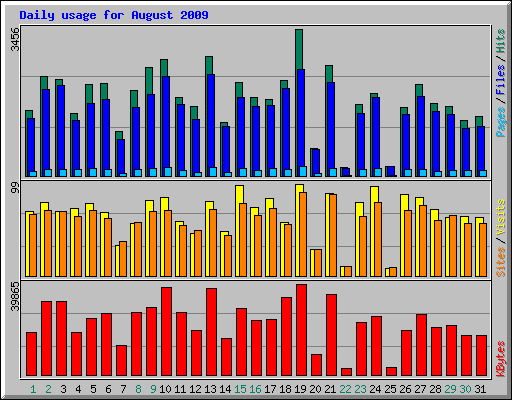 Daily usage for August 2009
3456
Pages / Files / Hits
99
Sites / Visits
39865
KBytes
1 2 3 4 5 6 7 8 9 10 11 12 13 14 15 16 17 18 19 20 21 22 23 24 25 26 27 28 29 30 31